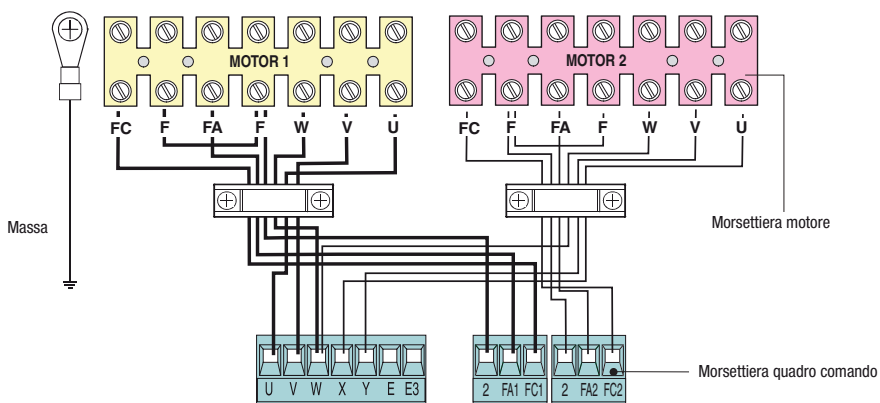 MOTOR 1
MOTOR 2
FC F FA F W V U
FC F FA F W V U
Massa
Morsettiera motore
Morsettiera quadro comando
U V W X Y E E3
2 FA1 FC1
2 FA2 FC2